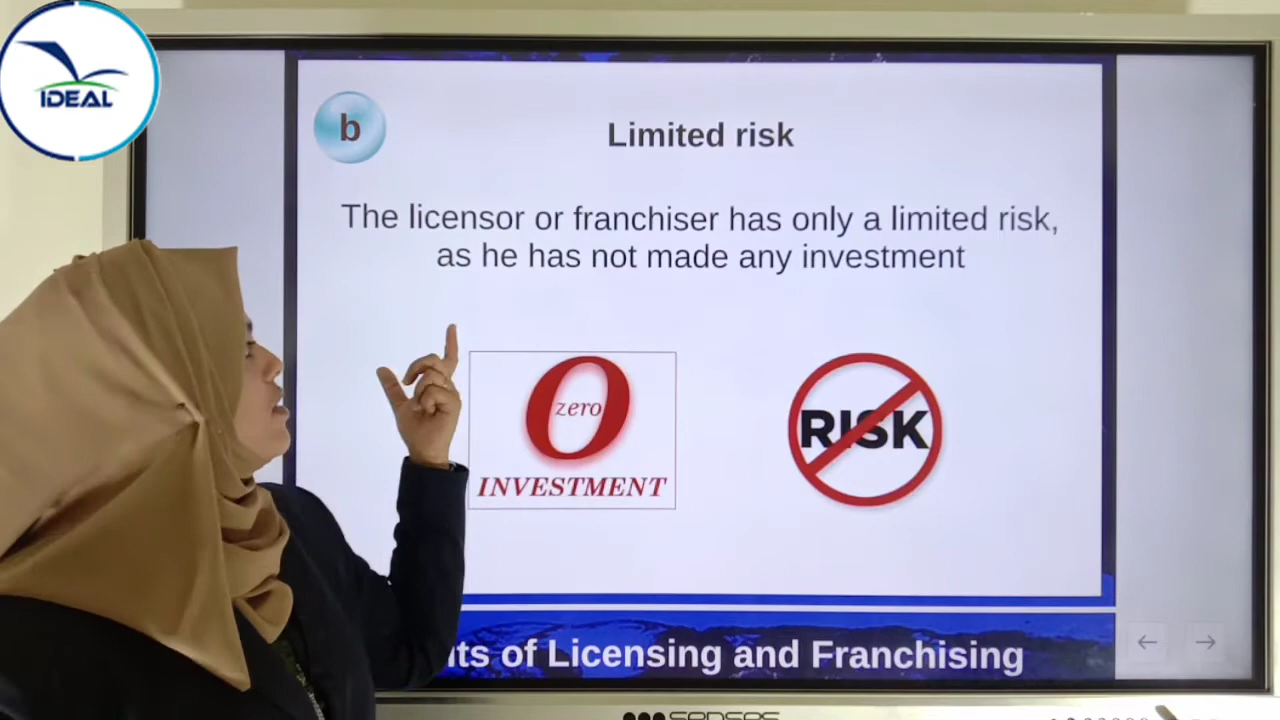 IDEAL
b
Limited risk
The licensor or franchiser has only a limited risk,
as he has not made any investment
zero
INVESTMENT
RISK
of Licensing and Franchising